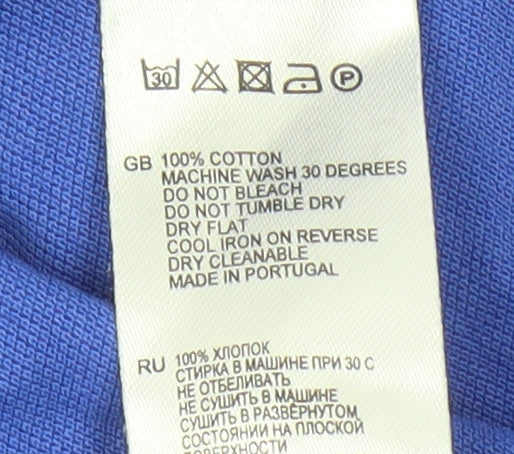 30 P
GB 100% COTTON
MACHINE WASH 30 DEGREES
DO NOT BLEACH
DO NOT TUMBLE DRY
DRY FLAT
COOL IRON ON REVERSE
DRY CLEANABLE
MADE IN PORTUGAL
RU 100% ХЛОПОК
СТИРКА В МАШИНЕ ПРИ 30 С
НЕ ОТБЕЛИВАТЬ
НЕ СУШИТЬ В МАШИНЕ
СУШИТЬ В РАЗВЁРНУТОМ
СОСТОЯНИИ НА ПЛОСКОЙ
ПОВЕРХНОСТИ